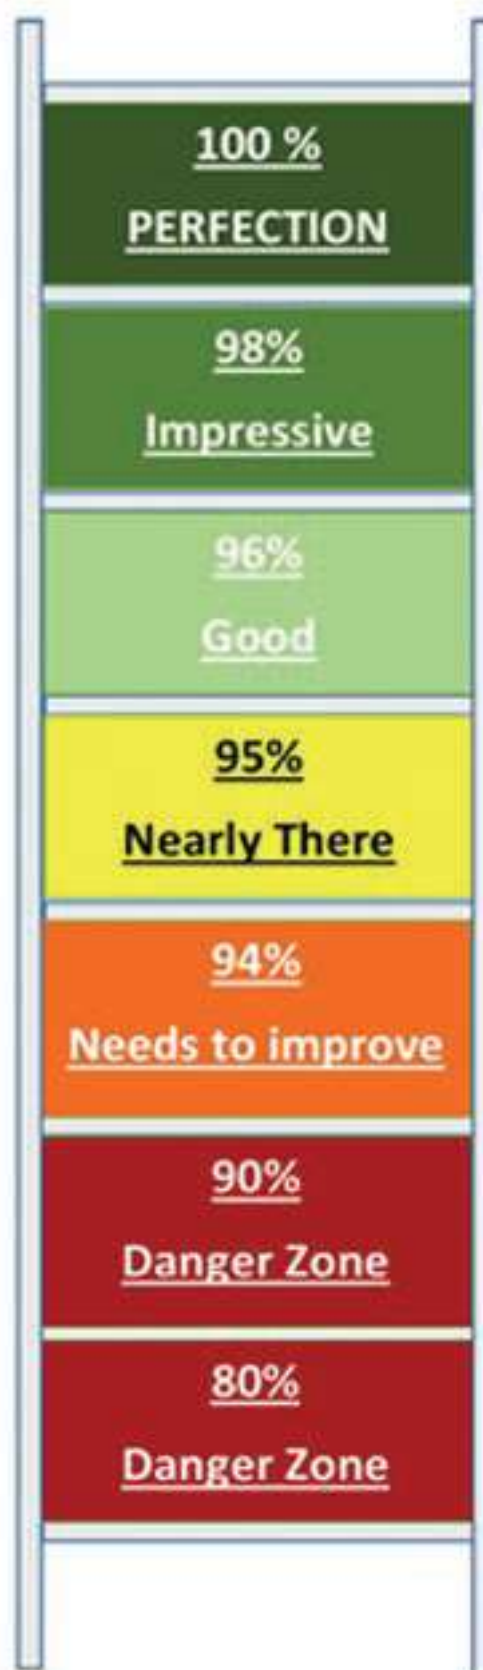 100 %
PERFECTION
98%
Impressive
96%
Good
95%
Nearly There
94%
Needs to improve
90%
Danger Zone
80%
Danger Zone